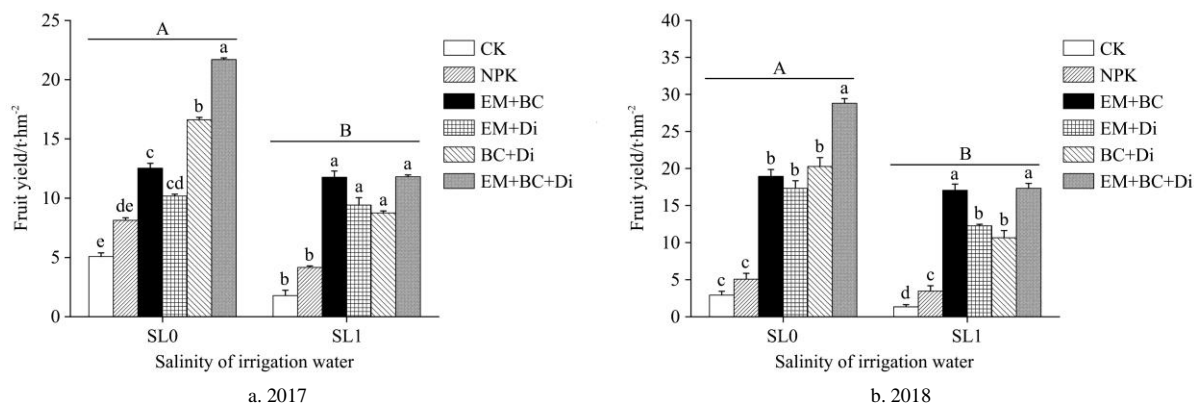 25
20
15
10
5
0
Fruit yield/t·hm⁻²
A
e
de
c
cd
b
a
B
b
b
a
a
a
a
SL0
SL1
Salinity of irrigation water
CK
NPK
EM+BC
EM+Di
BC+Di
EM+BC+Di
a. 2017
40
35
30
25
20
15
10
5
0
Fruit yield/t·hm⁻²
A
c
c
b
b
b
a
B
d
c
a
b
b
a
SL0
SL1
Salinity of irrigation water
CK
NPK
EM+BC
EM+Di
BC+Di
EM+BC+Di
b. 2018